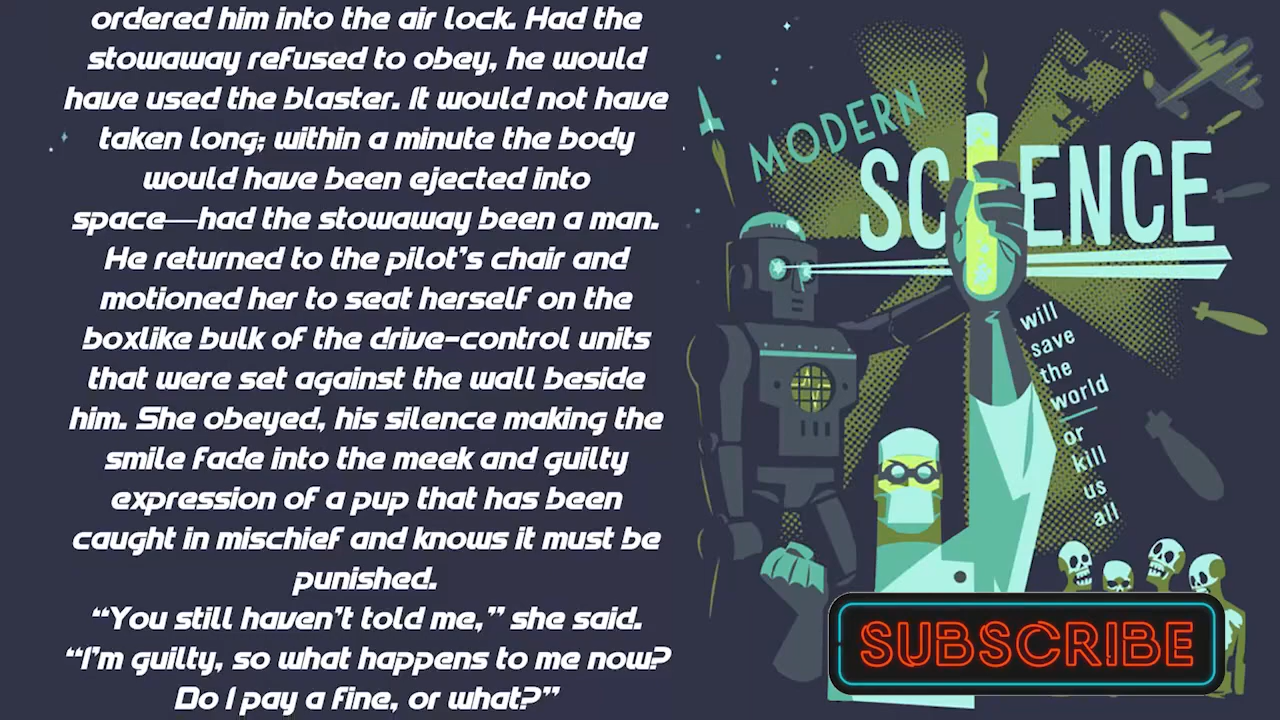 ordered him into the air lock. Had the
stowaway refused to obey, he would
have used the blaster. It would not have
taken long; within a minute the body
would have been ejected into
space—had the stowaway been a man.
He returned to the pilot’s chair and
motioned her to seat herself on the
boxlike bulk of the drive-control units
that were set against the wall beside
him. She obeyed, his silence making the
smile fade into the meek and guilty
expression of a pup that has been
caught in mischief and knows it must be
punished.
“You still haven’t told me,” she said.
“I’m guilty, so what happens to me now?
Do I pay a fine, or what?”
MODERN
SCIENCE
will
save
the
world
or
kill
us
all
SUBSCRIBE